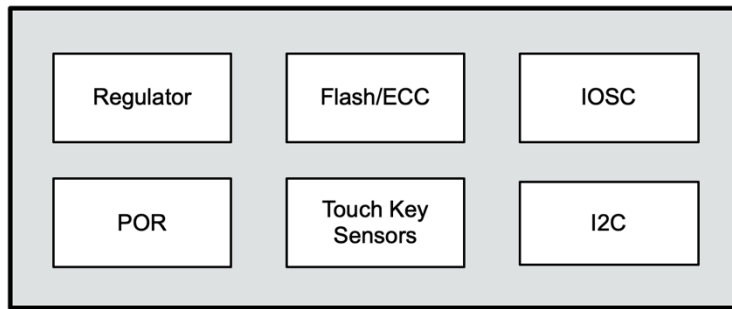 Regulator
Flash/ECC
IOSC
POR
Touch Key
Sensors
I2C